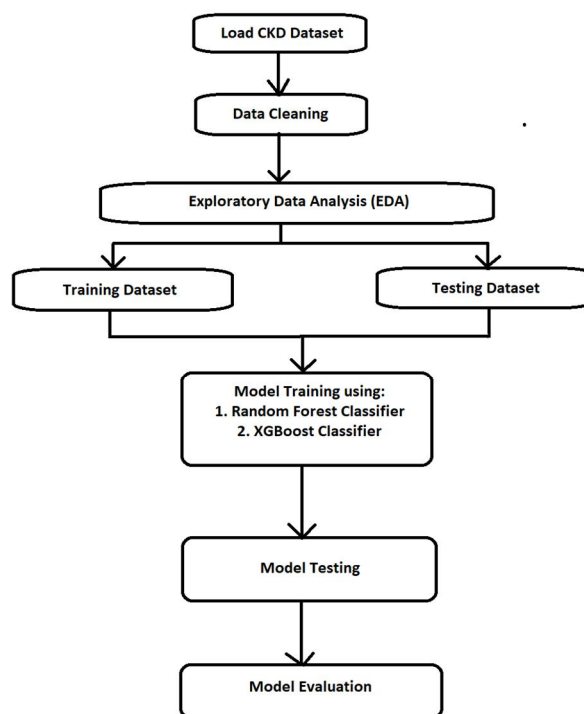 Load CKD Dataset
Data Cleaning
Exploratory Data Analysis (EDA)
Training Dataset
Testing Dataset
Model Training using:
1. Random Forest Classifier
2. XGBoost Classifier
Model Testing
Model Evaluation